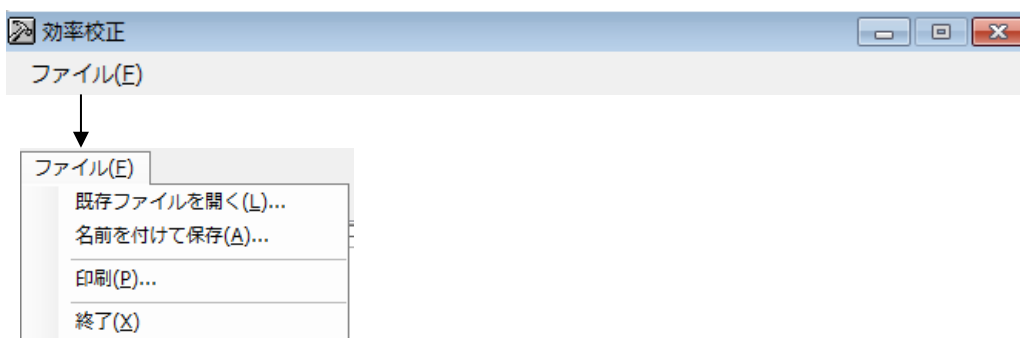 効率校正
ファイル(F)
ファイル(F)
既存ファイルを開く(L)...
名前を付けて保存(A)...
印刷(P)...
終了(X)